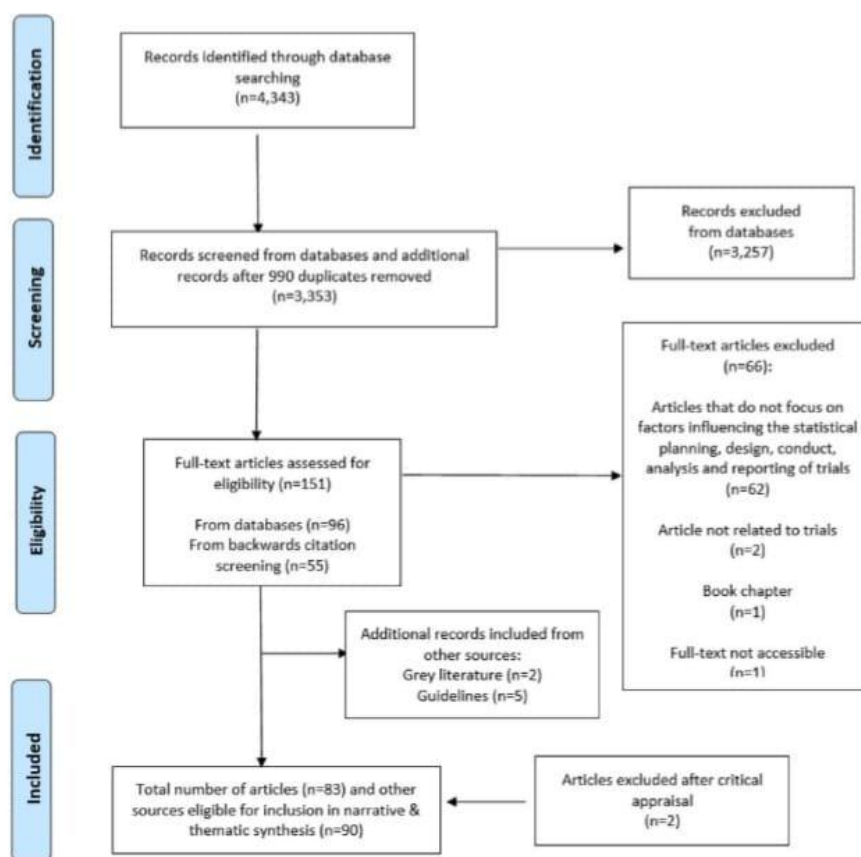 Identification
Records identified through database
searching
(n=4,343)
Screening
Records screened from databases and additional
records after 990 duplicates removed
(n=3,353)
Records excluded
from databases
(n=3,257)
Eligibility
Full-text articles assessed for
eligibility (n=151)
From databases (n=96)
From backwards citation
screening (n=55)
Full-text articles excluded
(n=66):
Articles that do not focus on
factors influencing the statistical
planning, design, conduct,
analysis and reporting of trials
(n=62)
Article not related to trials
(n=2)
Book chapter
(n=1)
Full-text not accessible
(n=1)
Additional records included from
other sources:
Grey literature (n=2)
Guidelines (n=5)
Included
Total number of articles (n=83) and other
sources eligible for inclusion in narrative &
thematic synthesis (n=90)
Articles excluded after critical
appraisal
(n=2)